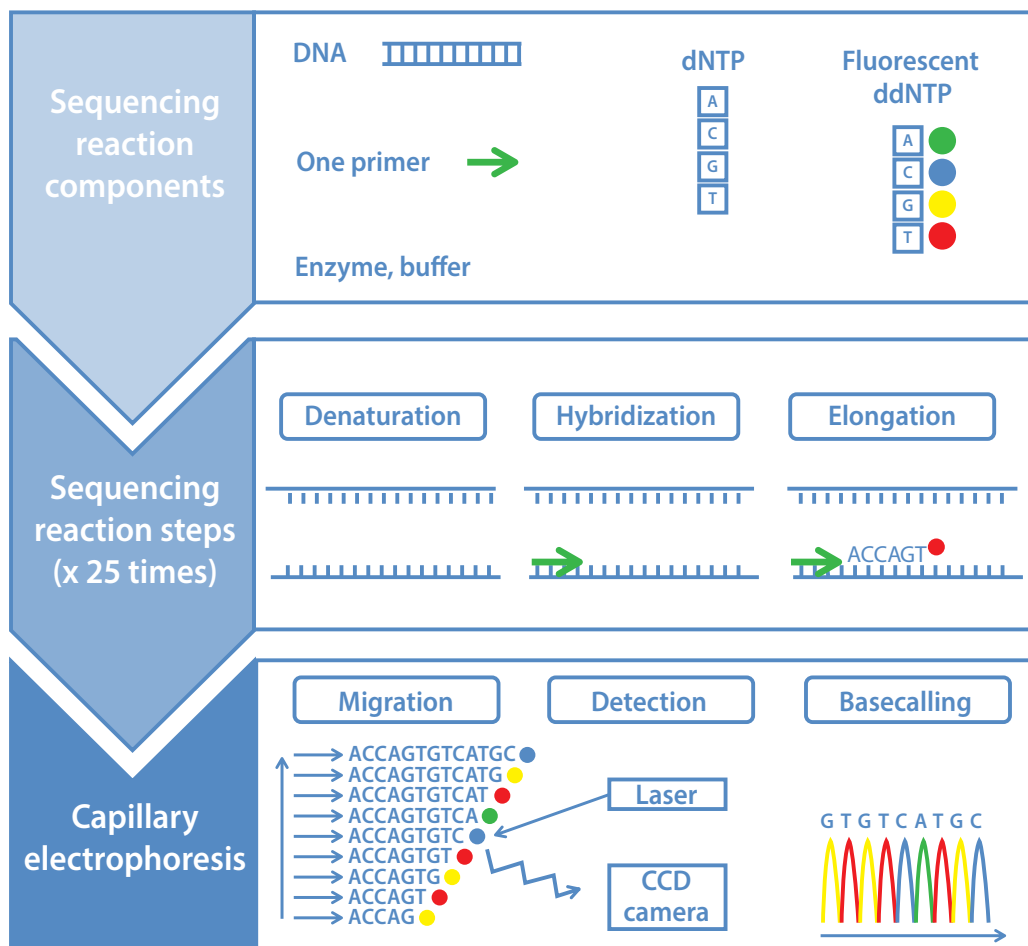 Sequencing
reaction
components
DNA
One primer
Enzyme, buffer
dNTP
A
C
G
T
Fluorescent
ddNTP
A
C
G
T
Sequencing
reaction steps
(x 25 times)
Denaturation
Hybridization
Elongation
ACCAGT
Capillary
electrophoresis
Migration
ACCAGTGTCATGC
ACCAGTGTCATG
ACCAGTGTCAT
ACCAGTGTCA
ACCAGTGTC
ACCAGTGT
ACCAGTG
ACCAGT
ACCAG
Detection
Laser
CCD
camera
Basecalling
G T G T C A T G C